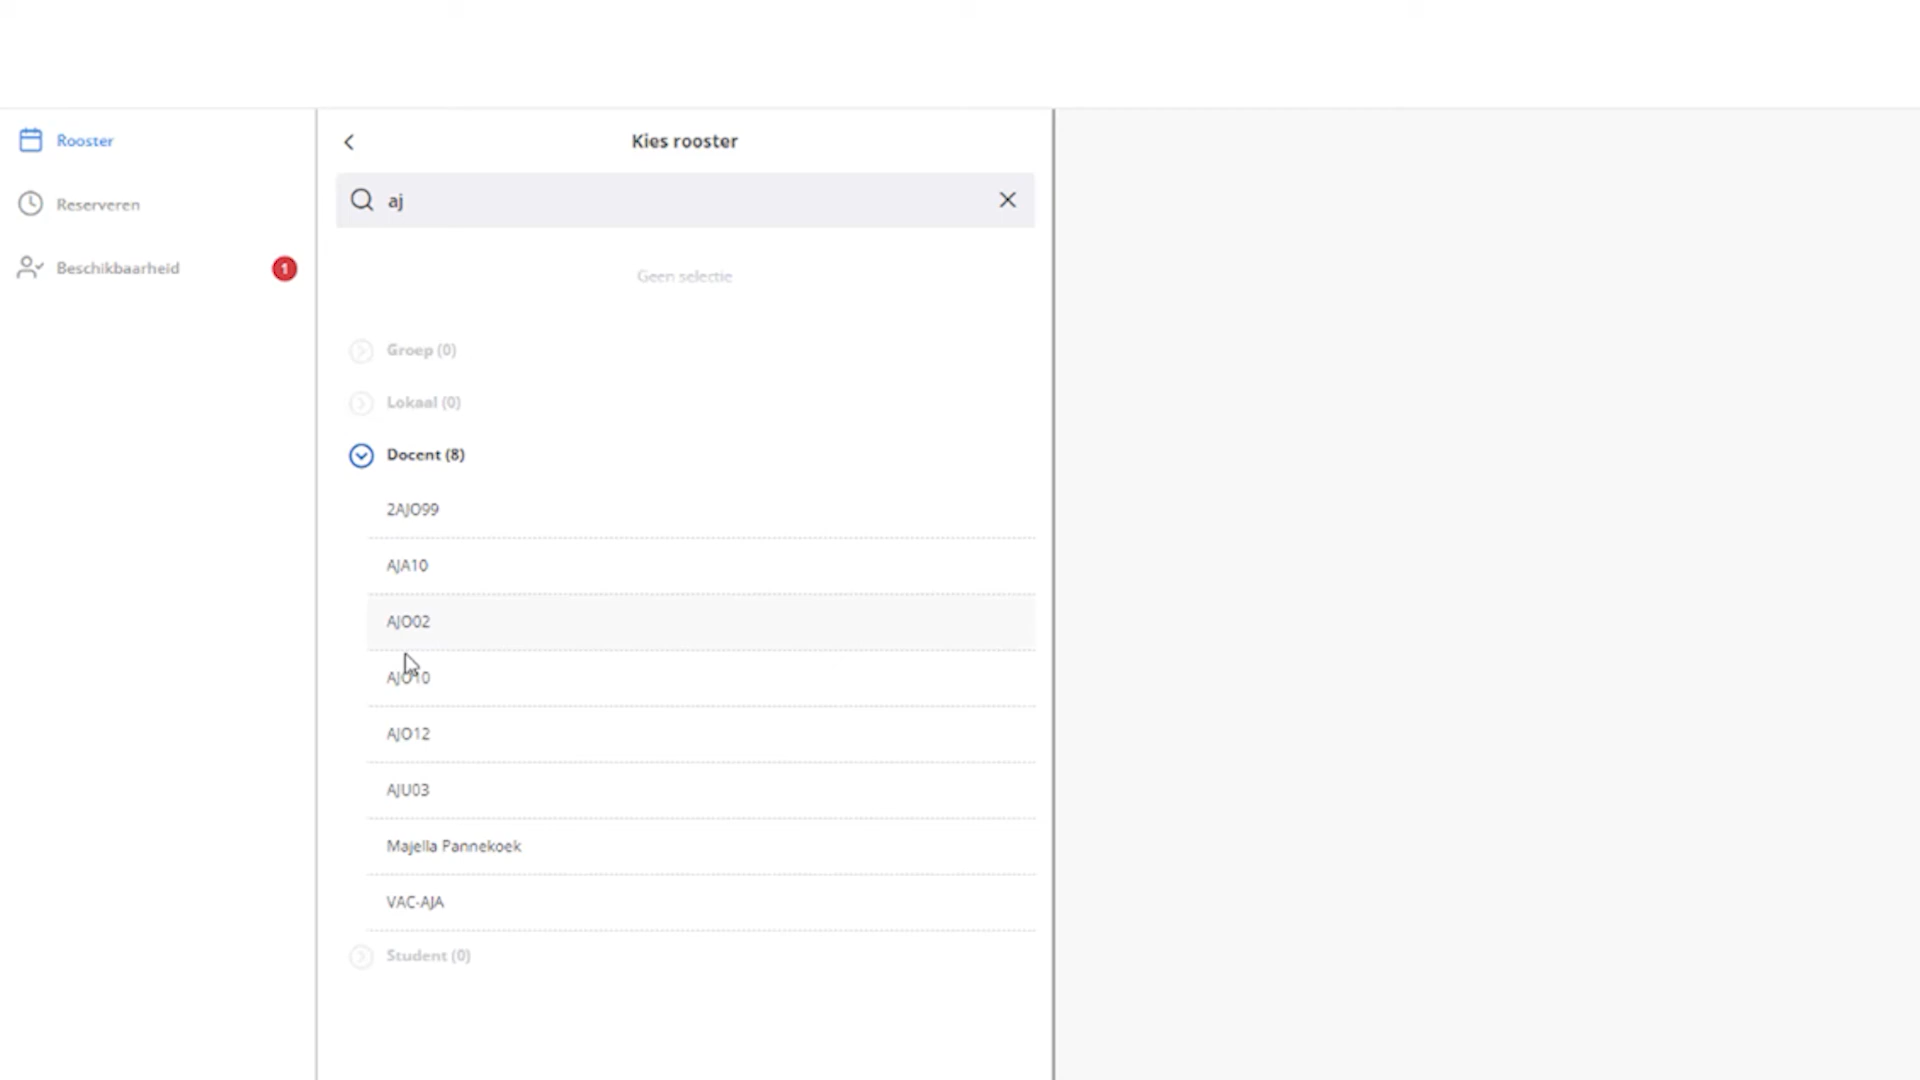 Rooster
Reserveren
Beschikbaarheid 1
Kies rooster
aj
Geen selectie
Groep (0)
Lokaal (0)
Docent (8)
2AJO99
AJA10
AJO02
AJO10
AJO12
AJU03
Majella Pannekoek
VAC-AJA
Student (0)